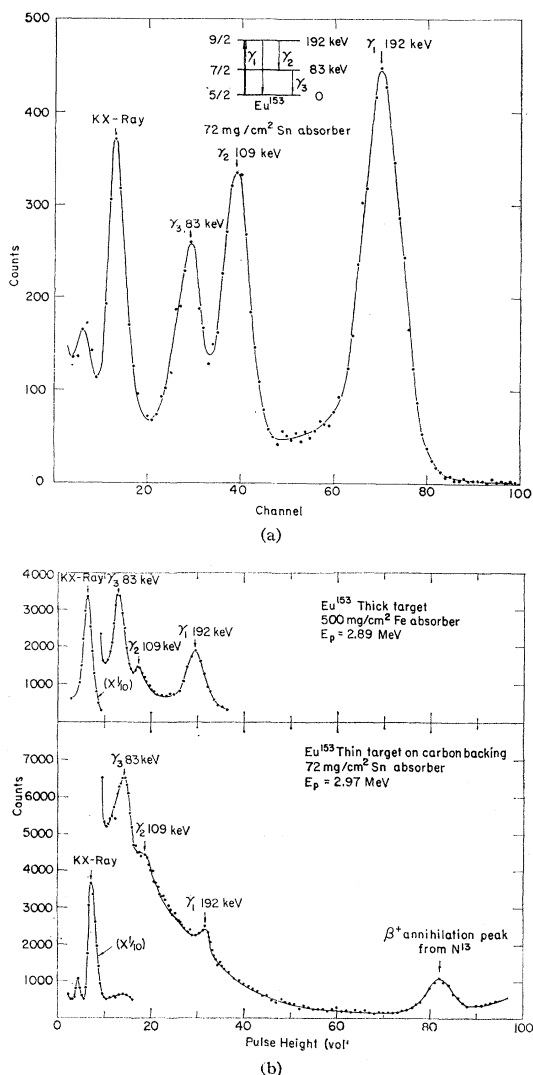 500
400
300
200
100
0
Counts
9/2 192 keV
γ1 γ2
7/2 83 keV
γ3
5/2 0
Eu153
72 mg/cm2 Sn absorber
KX-Ray
γ3 83 keV
γ2 109 keV
γ1 192 keV
20 40 60 80 100
Channel
(a)
4000
3000
2000
1000
KX-Ray
γ3 83 keV
γ2 109 keV
γ1 192 keV
(X1/10)
Eu153 Thick target
500 mg/cm2 Fe absorber
Ep = 2.89 MeV
7000
6000
5000
4000
3000
2000
1000
Counts
γ3 83 keV
γ2 109 keV
KX-Ray
(X1/10)
γ1 192 keV
Eu153 Thin target on carbon backing
72 mg/cm2 Sn absorber
Ep = 2.97 MeV
β+ annihilation peak
from N13
0 20 40 60 80 100
Pulse Height
(b)